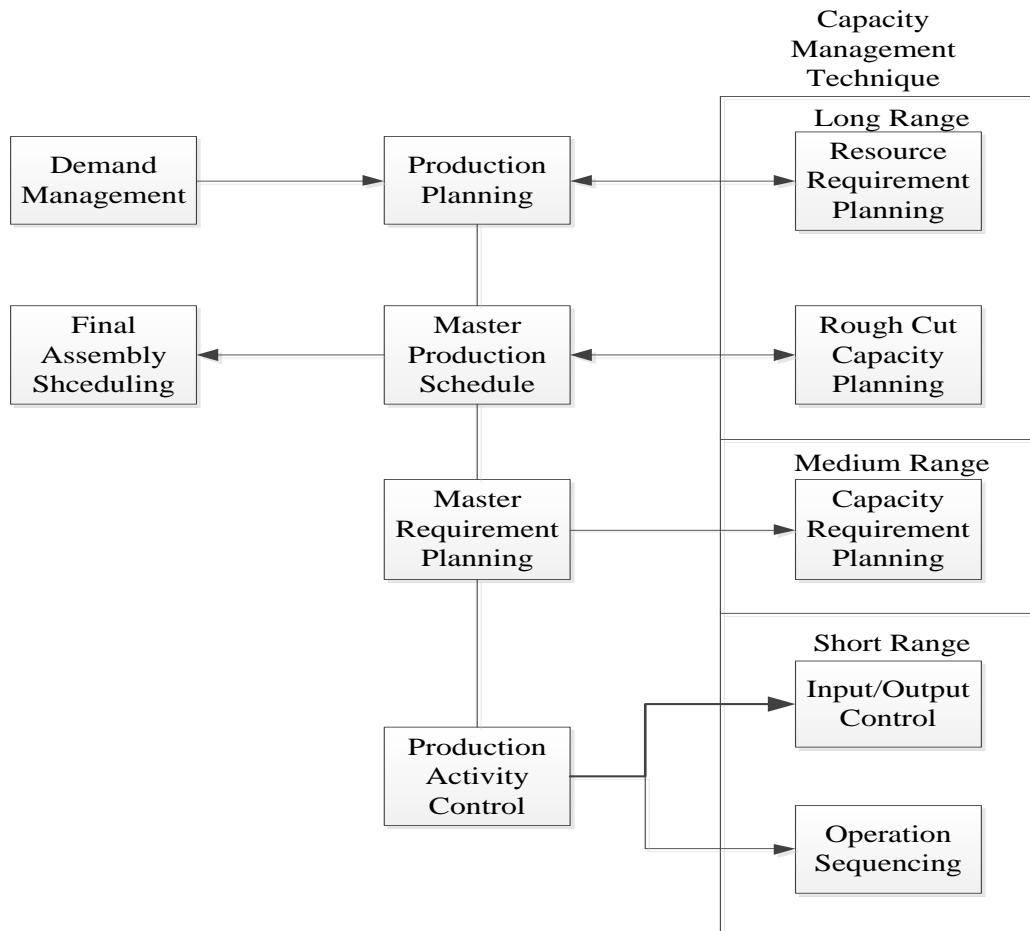 Capacity
Management
Technique
Long Range
Demand
Management
Production
Planning
Resource
Requirement
Planning
Final
Assembly
Shceduling
Master
Production
Schedule
Rough Cut
Capacity
Planning
Medium Range
Master
Requirement
Planning
Capacity
Requirement
Planning
Short Range
Input/Output
Control
Production
Activity
Control
Operation
Sequencing